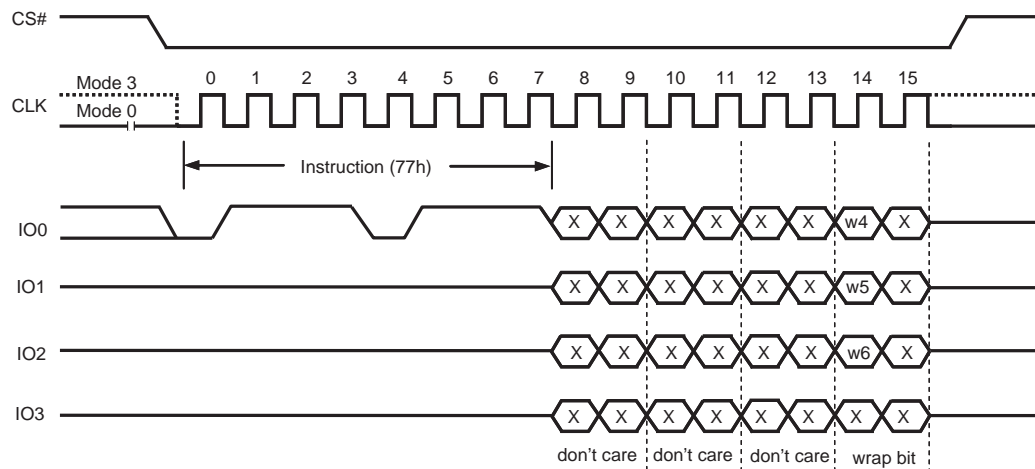 CS#
0 1 2 3 4 5 6 7 8 9 10 11 12 13 14 15
Mode 3
CLK
Mode 0
Instruction (77h)
IO0
X X X X X X w4 X
IO1
X X X X X X w5 X
IO2
X X X X X X w6 X
IO3
X X X X X X X X
don't care don't care don't care wrap bit